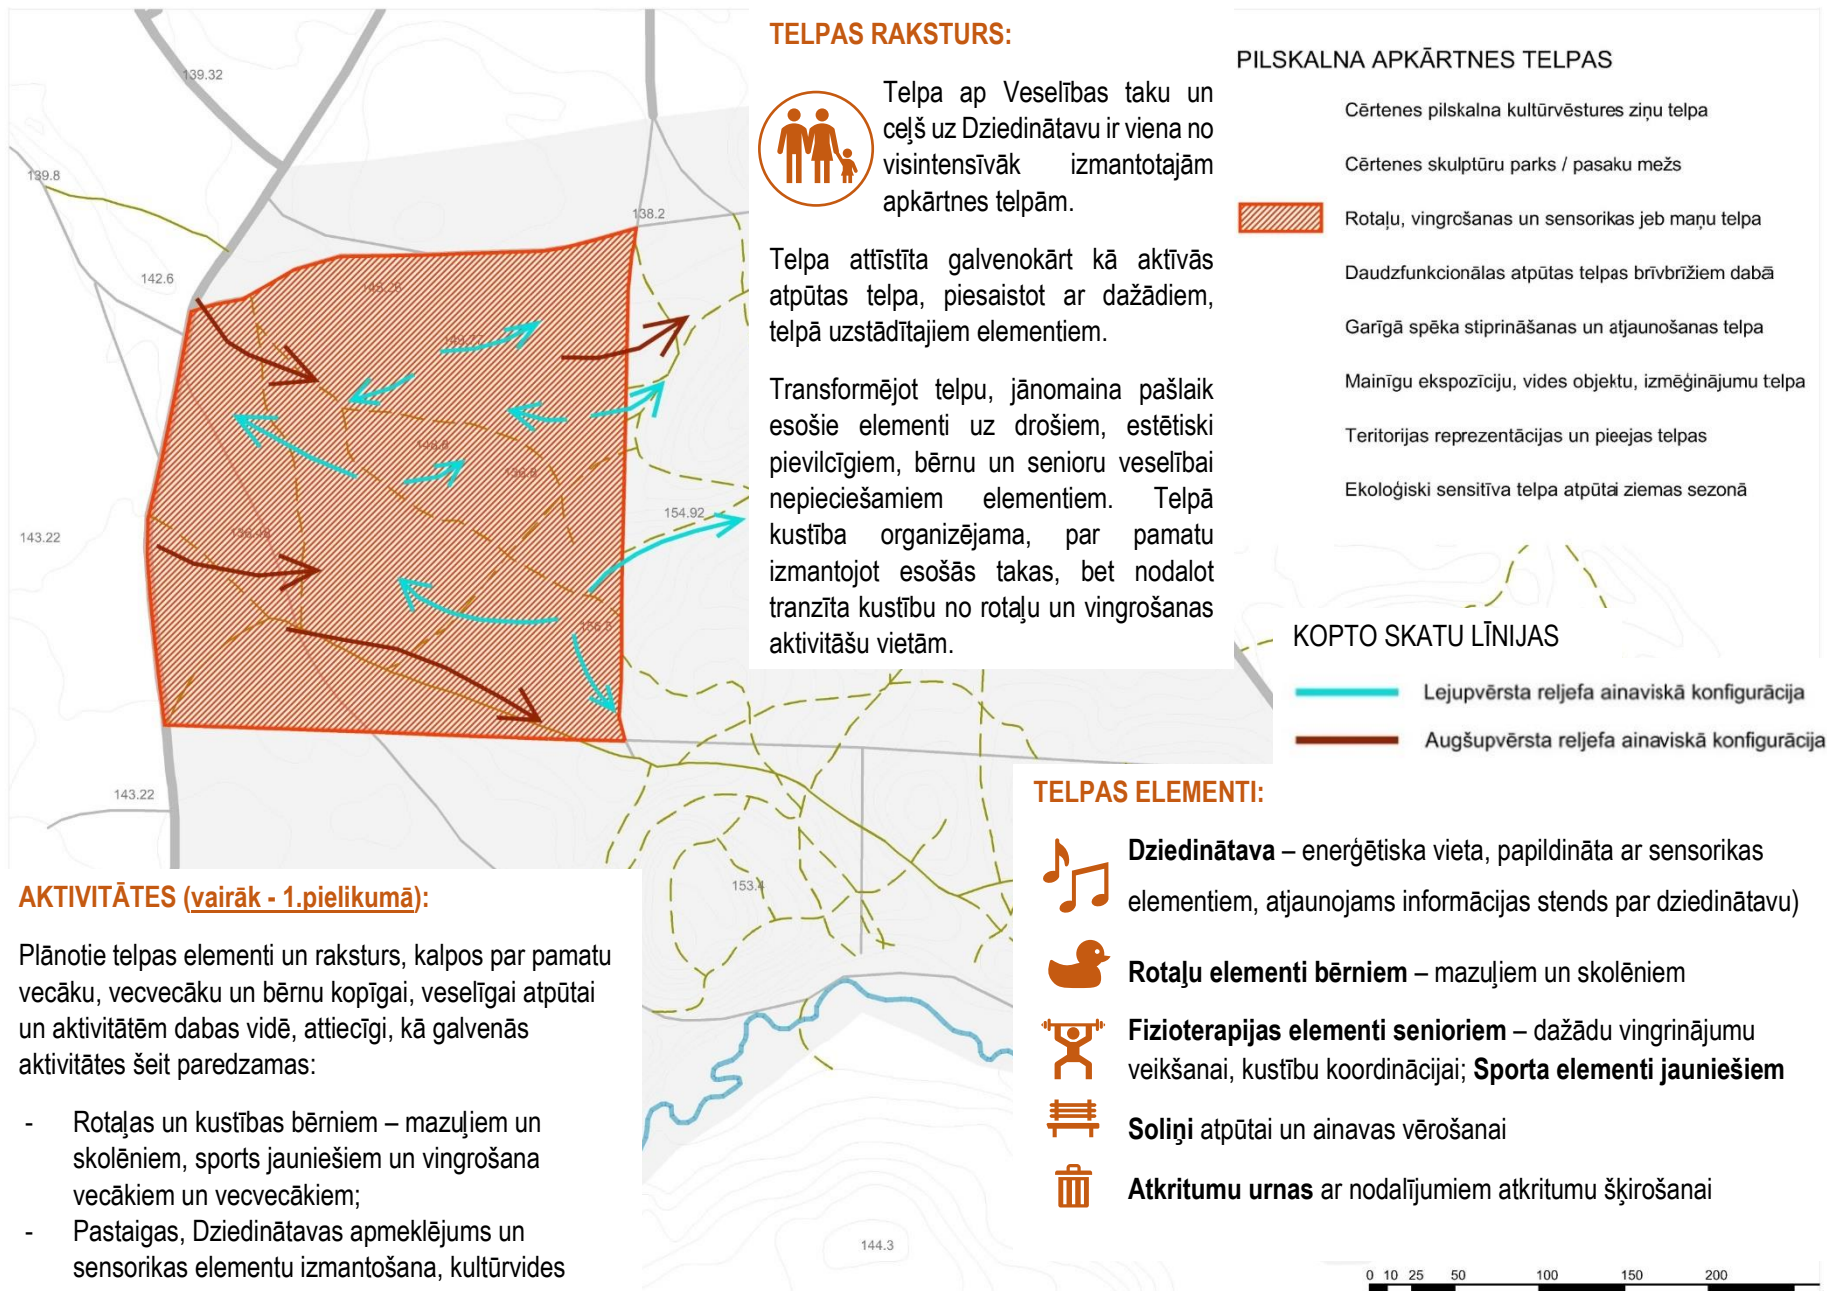 TELPAS RAKSTURS:
Telpa ap Veselības taku un
ceļš uz Dziedinātavu ir viena no
visintensīvāk izmantotajām
apkārtnes telpām.
Telpa attīstīta galvenokārt kā aktīvās
atpūtas telpa, piesaistot ar dažādiem,
telpā uzstādītajiem elementiem.
Transformējot telpu, jānomaina pašlaik
esošie elementi uz drošiem, estētiski
pievilcīgiem, bērnu un senioru veselībai
nepieciešamiem elementiem. Telpā
kustība organizējama, par pamatu
izmantojot esošās takas, bet nodalot
tranzīta kustību no rotaļu un vingrošanas
aktivitāšu vietām.
PILSKALNA APKĀRTNES TELPAS
Cērtenes pilskalna kultūrvēstures ziņu telpa
Cērtenes skulptūru parks / pasaku mežs
Rotaļu, vingrošanas un sensorikas jeb maņu telpa
Daudzfunkcionālas atpūtas telpas brīvbrīžiem dabā
Garīgā spēka stiprināšanas un atjaunošanas telpa
Mainīgu ekspozīciju, vides objektu, izmēģinājumu telpa
Teritorijas reprezentācijas un pieejas telpas
Ekoloģiski sensitīva telpa atpūtai ziemas sezonā
KOPTO SKATU LĪNIJAS
Lejupvērsta reljefa ainaviskā konfigurācija
Augšupvērsta reljefa ainaviskā konfigurācija
TELPAS ELEMENTI:
Dziedinātava – enerģētiska vieta, papildināta ar sensorikas
elementiem, atjaunojams informācijas stends par dziedinātavu)
Rotaļu elementi bērniem – mazuļiem un skolēniem
Fizioterapijas elementi senioriem – dažādu vingrinājumu
veikšanai, kustību koordinācijai; Sporta elementi jauniešiem
Soliņi atpūtai un ainavas vērošanai
Atkritumu urnas ar nodalījumiem atkritumu šķirošanai
AKTIVITĀTES (vairāk - 1.pielikumā):
Plānotie telpas elementi un raksturs, kalpos par pamatu
vecāku, vecvecāku un bērnu kopīgai, veselīgai atpūtai
un aktivitātēm dabas vidē, attiecīgi, kā galvenās
aktivitātes šeit paredzamas:
- Rotaļas un kustības bērniem – mazuļiem un
skolēniem, sports jauniešiem un vingrošana
vecākiem un vecvecākiem;
- Pastaigas, Dziedinātavas apmeklējums un
sensorikas elementu izmantošana, kultūrvides
139.32
139.8
138.2
142.6
148.26
148.8
136.8
156.48
143.22
154.92
156.5
143.22
153.4
144.3
0 10 25 50 100 150 200